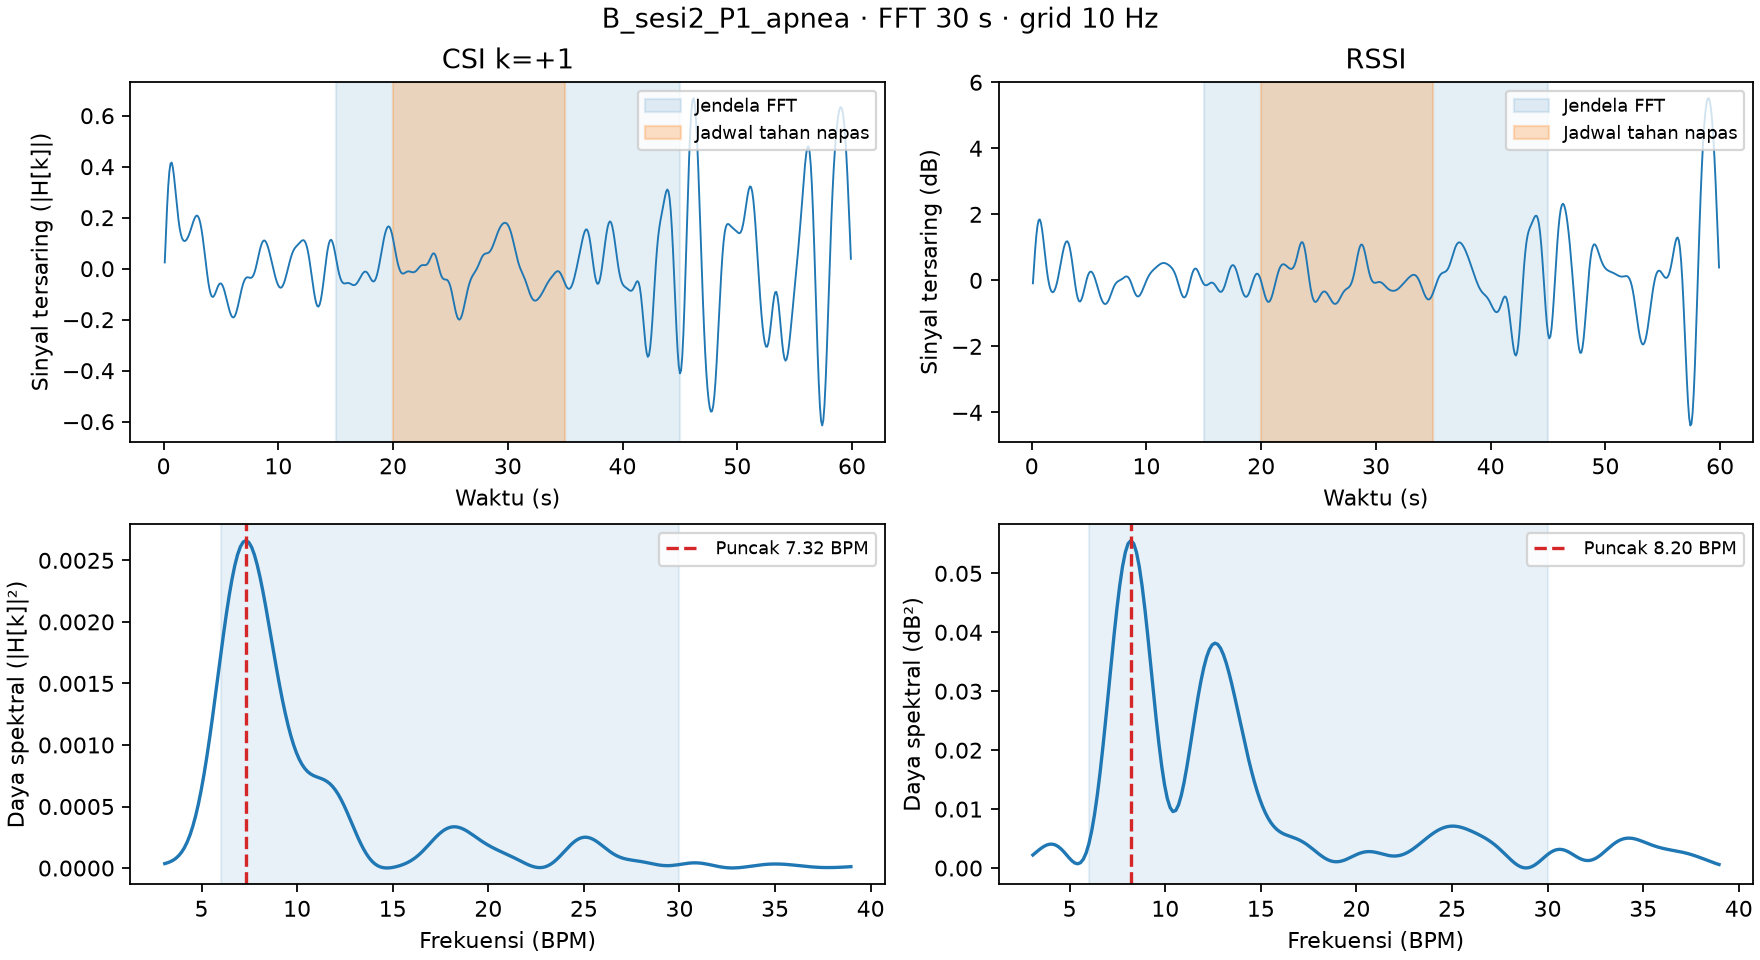 B_sesi2_P1_apnea · FFT 30 s · grid 10 Hz
CSI k=+1
Sinyal tersaring (|H[k]|)
0.6
0.4
0.2
0.0
−0.2
−0.4
−0.6
Jendela FFT
Jadwal tahan napas
0 10 20 30 40 50 60
Waktu (s)
RSSI
Sinyal tersaring (dB)
6
4
2
0
−2
−4
Jendela FFT
Jadwal tahan napas
0 10 20 30 40 50 60
Waktu (s)
Daya spektral (|H[k]|²)
0.0025
0.0020
0.0015
0.0010
0.0005
0.0000
Puncak 7.32 BPM
5 10 15 20 25 30 35 40
Frekuensi (BPM)
Daya spektral (dB²)
0.05
0.04
0.03
0.02
0.01
0.00
Puncak 8.20 BPM
5 10 15 20 25 30 35 40
Frekuensi (BPM)